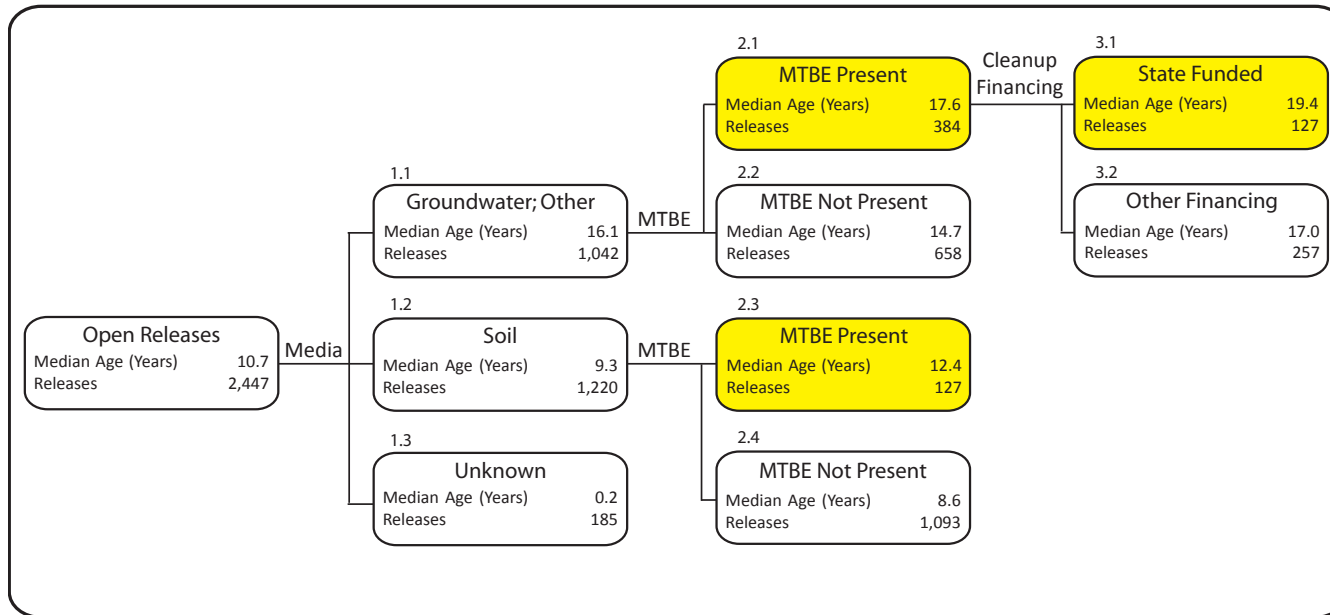 Open Releases
Median Age (Years) 10.7
Releases 2,447
Media
1.1
Groundwater; Other
Median Age (Years) 16.1
Releases 1,042
MTBE
1.2
Soil
Median Age (Years) 9.3
Releases 1,220
MTBE
1.3
Unknown
Median Age (Years) 0.2
Releases 185
2.1
MTBE Present
Median Age (Years) 17.6
Releases 384
Cleanup
Financing
2.2
MTBE Not Present
Median Age (Years) 14.7
Releases 658
2.3
MTBE Present
Median Age (Years) 12.4
Releases 127
2.4
MTBE Not Present
Median Age (Years) 8.6
Releases 1,093
3.1
State Funded
Median Age (Years) 19.4
Releases 127
3.2
Other Financing
Median Age (Years) 17.0
Releases 257